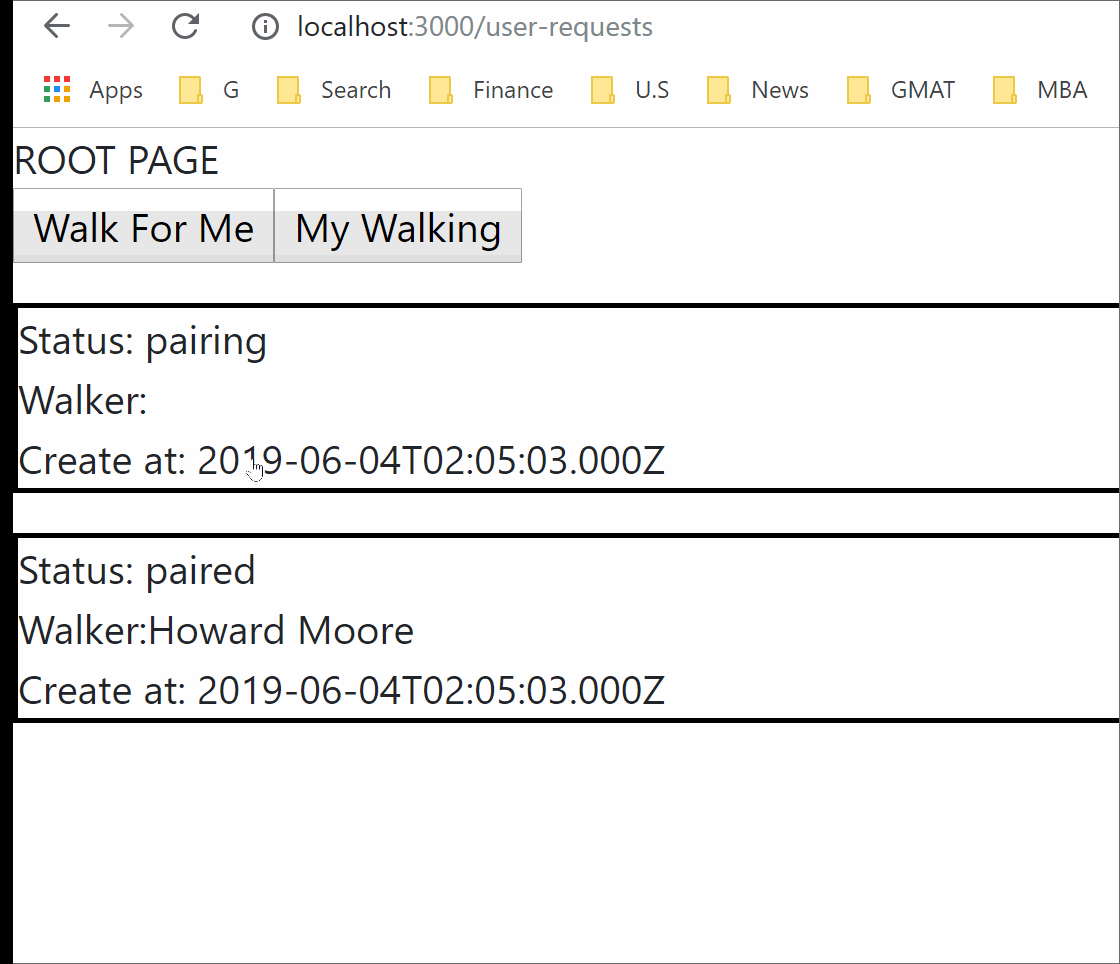 localhost:3000/user-requests
Apps G Search Finance U.S News GMAT MBA
ROOT PAGE
Walk For Me My Walking
Status: pairing
Walker:
Create at: 2019-06-04T02:05:03.000Z
Status: paired
Walker:Howard Moore
Create at: 2019-06-04T02:05:03.000Z